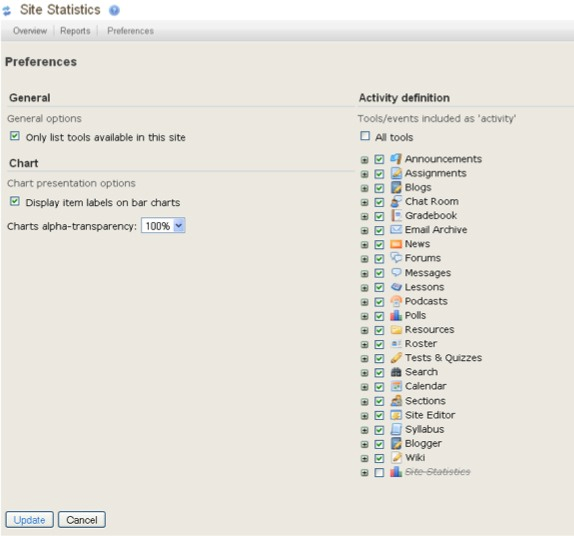 Site Statistics
Overview | Reports | Preferences
Preferences
General
General options
Only list tools available in this site
Chart
Chart presentation options
Display item labels on bar charts
Charts alpha-transparency: 100%
Activity definition
Tools/events included as 'activity'
All tools
Announcements
Assignments
Blogs
Chat Room
Gradebook
Email Archive
News
Forums
Messages
Lessons
Podcasts
Polls
Resources
Roster
Tests & Quizzes
Search
Calendar
Sections
Site Editor
Syllabus
Blogger
Wiki
Site Statistics
Update Cancel